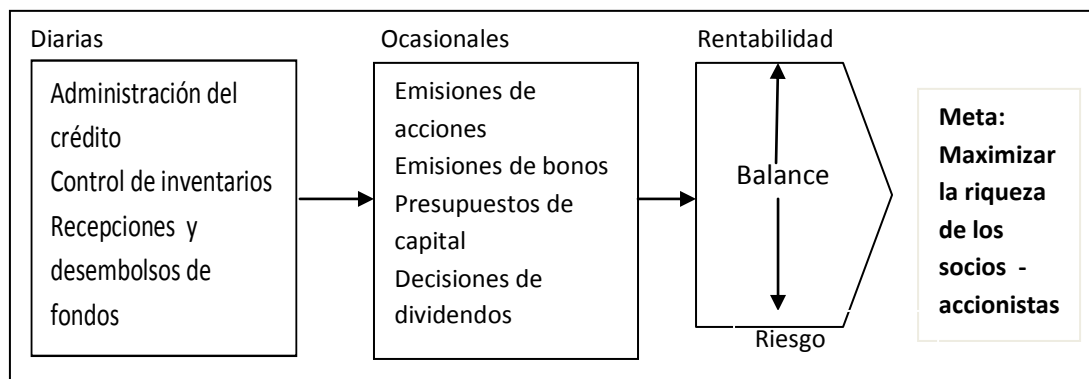 Diarias
Administración del
crédito
Control de inventarios
Recepciones y
desembolsos de
fondos
Ocasionales
Emisiones de
acciones
Emisiones de bonos
Presupuestos de
capital
Decisiones de
dividendos
Rentabilidad
Balance
Riesgo
Meta:
Maximizar
la riqueza
de los
socios -
accionistas